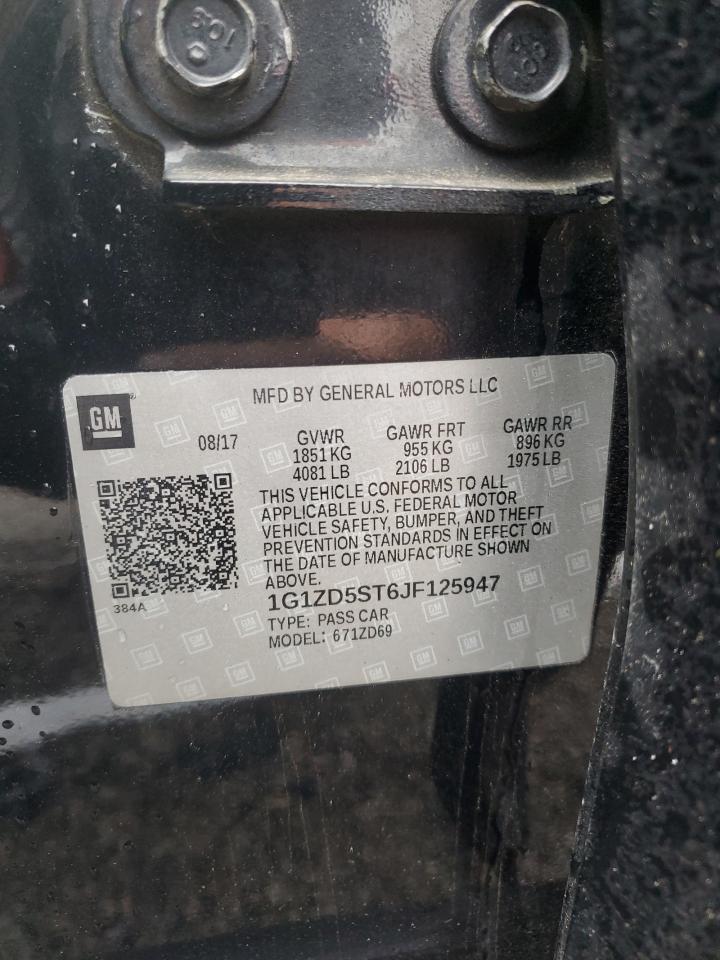 10.9
MFD BY GENERAL MOTORS LLC
GM
08/17 GVWR GAWR FRT GAWR RR
1851 KG 955 KG 896 KG
4081 LB 2106 LB 1975 LB
THIS VEHICLE CONFORMS TO ALL
APPLICABLE U.S. FEDERAL MOTOR
VEHICLE SAFETY, BUMPER, AND THEFT
PREVENTION STANDARDS IN EFFECT ON
THE DATE OF MANUFACTURE SHOWN
ABOVE.
384A
1G1ZD5ST6JF125947
TYPE: PASS CAR
MODEL: 671ZD69